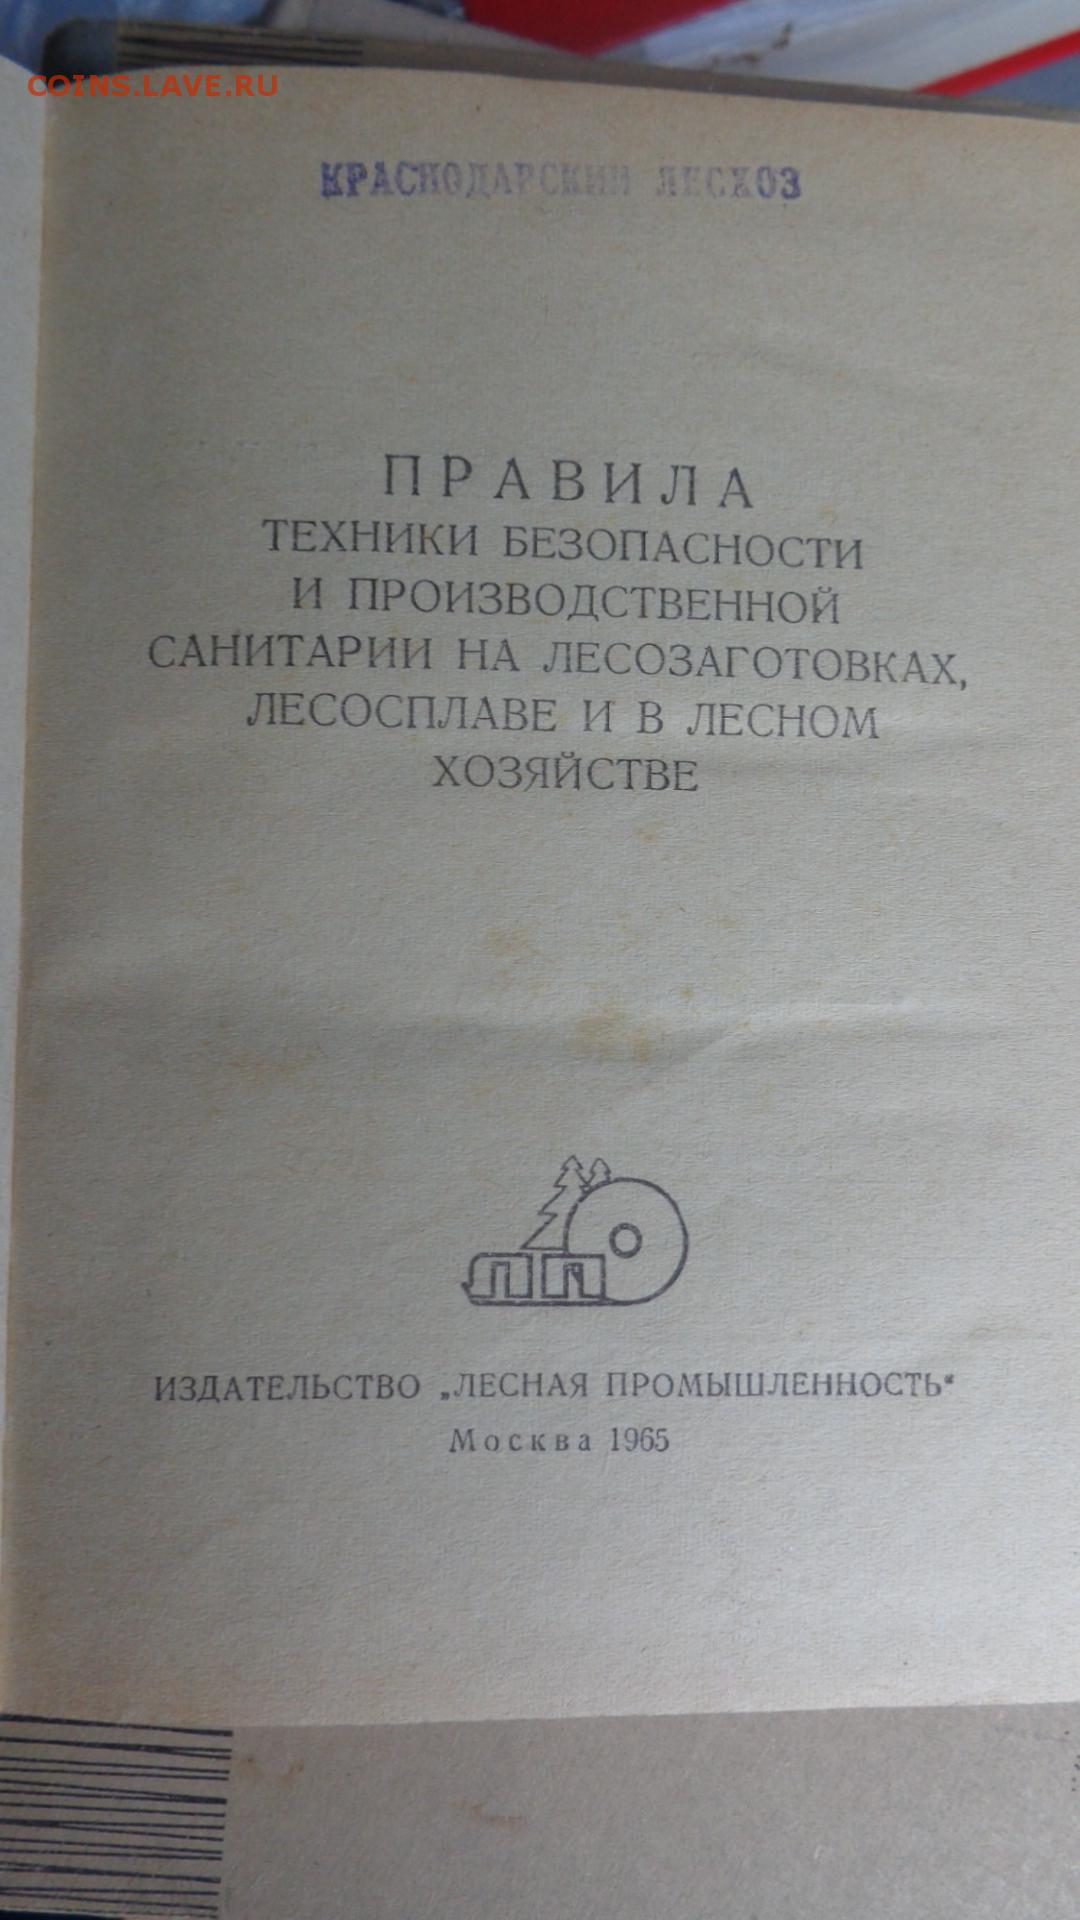 COINS.LAVE.RU
КРАСНОДАРСКИЙ ЛЕСХОЗ
ПРАВИЛА
ТЕХНИКИ БЕЗОПАСНОСТИ
И ПРОИЗВОДСТВЕННОЙ
САНИТАРИИ НА ЛЕСОЗАГОТОВКАХ,
ЛЕСОСПЛАВЕ И В ЛЕСНОМ
ХОЗЯЙСТВЕ
ЛП
ИЗДАТЕЛЬСТВО „ЛЕСНАЯ ПРОМЫШЛЕННОСТЬ“
Москва 1965